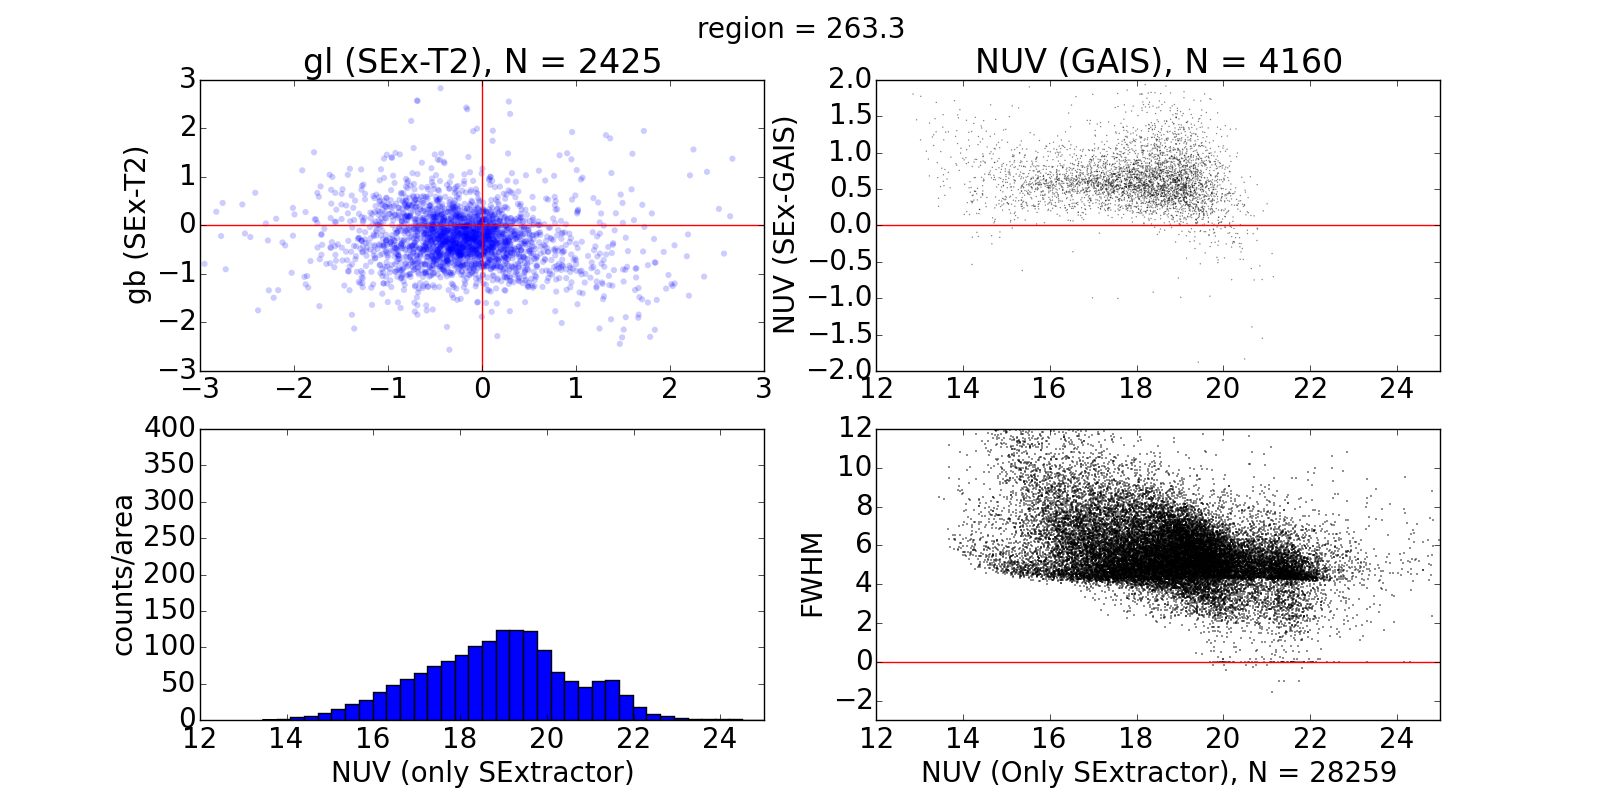 region = 263.3
gl (SEx-T2), N = 2425
3
2
1
0
−1
−2
−3
gb (SEx-T2)
−3 −2 −1 0 1 2 3
NUV (GAIS), N = 4160
2.0
1.5
1.0
0.5
0.0
−0.5
−1.0
−1.5
−2.0
NUV (SEx-GAIS)
12 14 16 18 20 22 24
400
350
300
250
200
150
100
50
0
counts/area
12 14 16 18 20 22 24
NUV (only SExtractor)
12
10
8
6
4
2
0
−2
FWHM
12 14 16 18 20 22 24
NUV (Only SExtractor), N = 28259